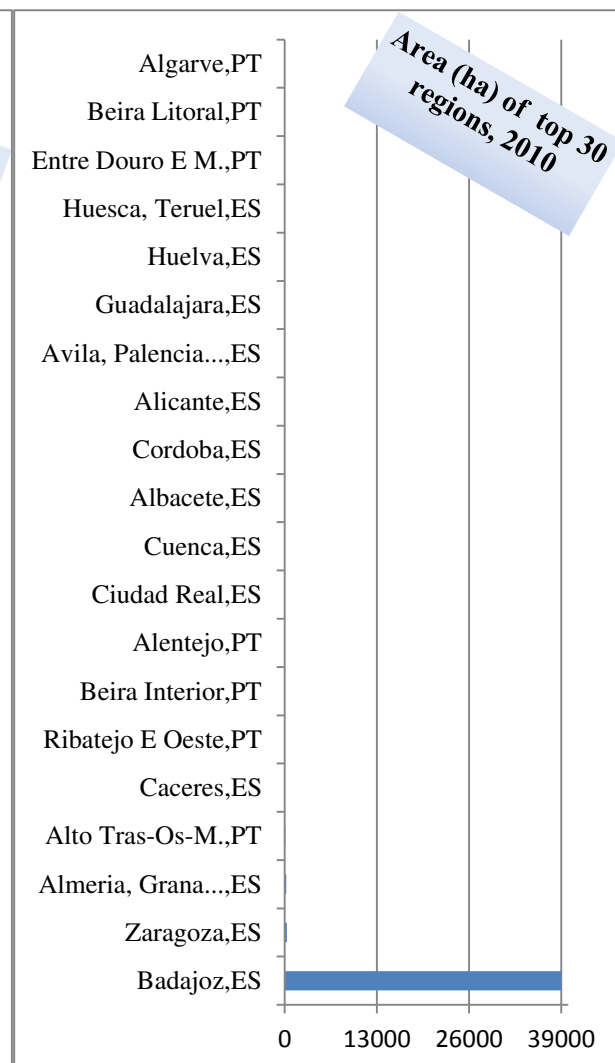 Area (ha) of top 30
regions, 2010
Algarve,PT
Beira Litoral,PT
Entre Douro E M.,PT
Huesca, Teruel,ES
Huelva,ES
Guadalajara,ES
Avila, Palencia...,ES
Alicante,ES
Cordoba,ES
Albacete,ES
Cuenca,ES
Ciudad Real,ES
Alentejo,PT
Beira Interior,PT
Ribatejo E Oeste,PT
Caceres,ES
Alto Tras-Os-M.,PT
Almeria, Grana...,ES
Zaragoza,ES
Badajoz,ES
0 13000 26000 39000